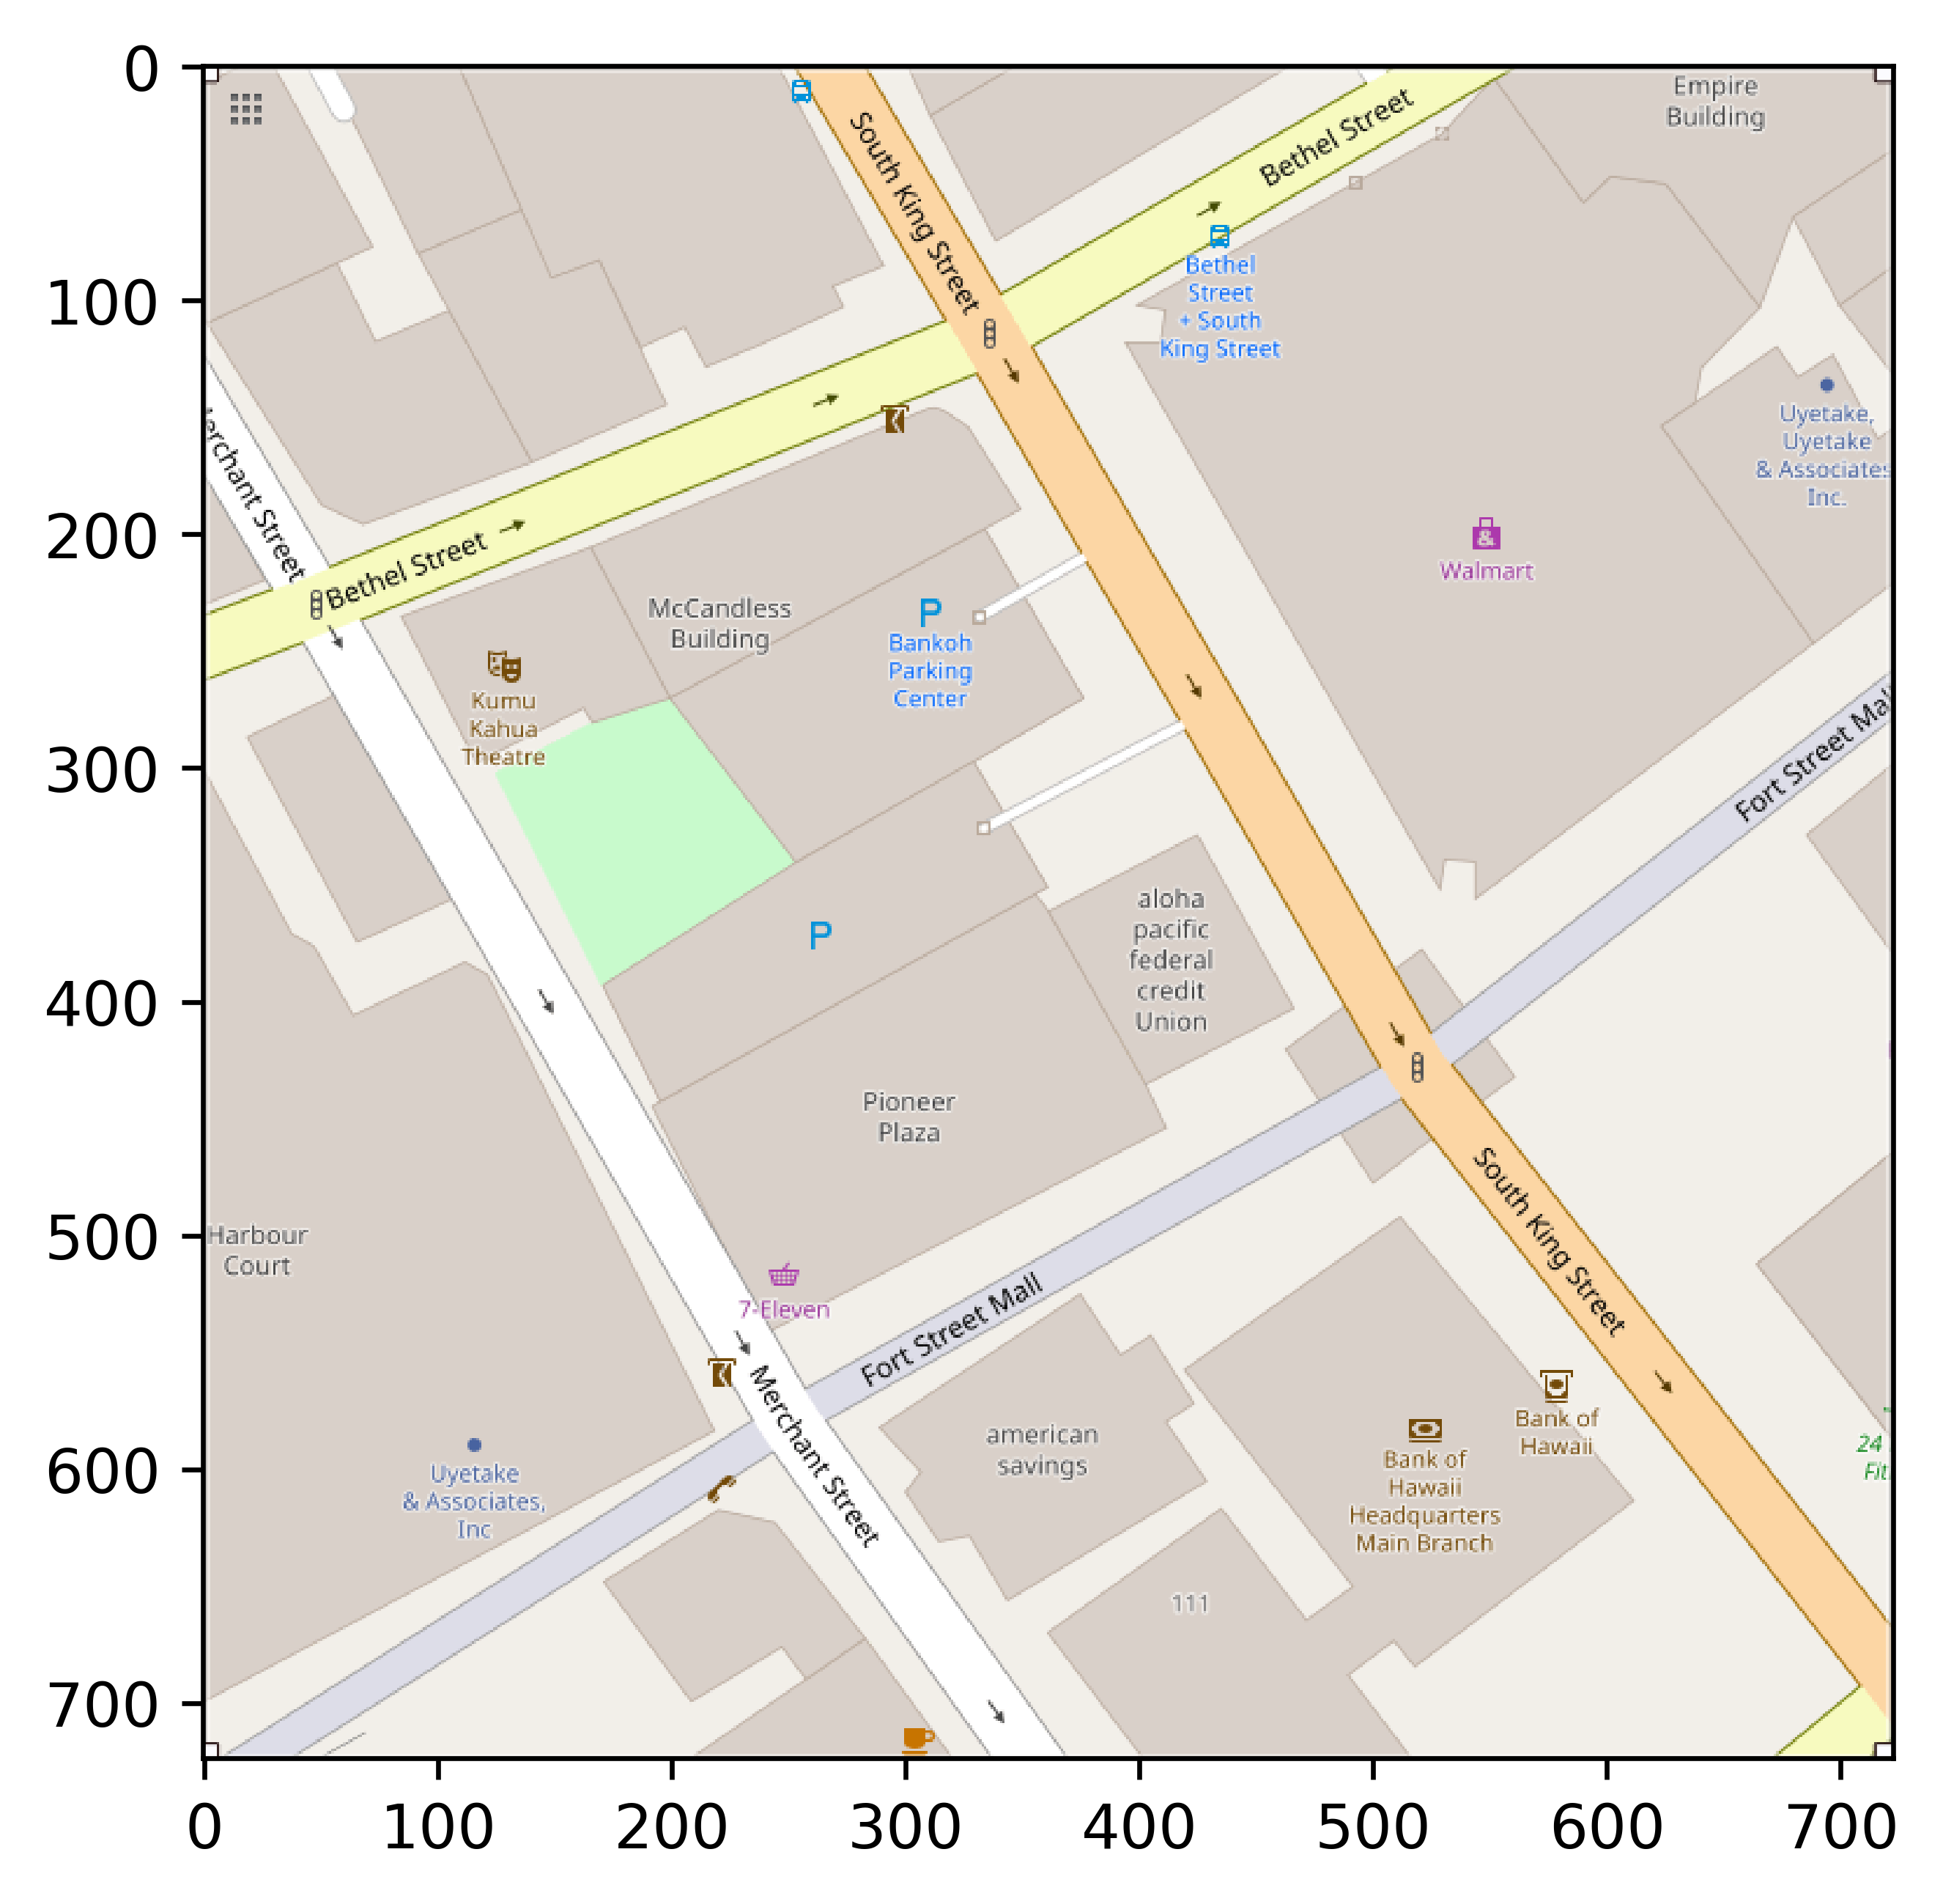 0
100
200
300
400
500
600
700
0
100
200
300
400
500
600
700
South King Street
Bethel Street
Empire
Building
Bethel
Street
+ South
King Street
Uyetake,
Uyetake
& Associates
Inc.
Merchant Street
Bethel Street
McCandless
Building
P
Bankoh
Parking
Center
&
Walmart
Kumu
Kahua
Theatre
Fort Street Mall
P
aloha
pacific
federal
credit
Union
Pioneer
Plaza
Harbour
Court
7-Eleven
Fort Street Mall
South King Street
Merchant Street
american
savings
Bank of
Hawaii
Bank of
Hawaii
Headquarters
Main Branch
24
Fit
Uyetake
& Associates,
Inc
111